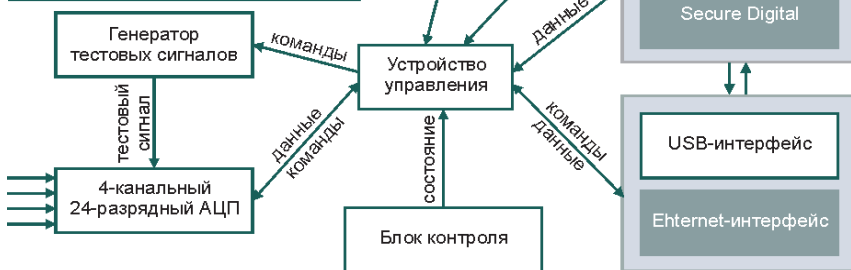 Secure Digital
Генератор
тестовых сигналов
команды
данные
Устройство
управления
тестовый
сигнал
данные
команды
команды
данные
USB-интерфейс
состояние
4-канальный
24-разрядный АЦП
Ehternet-интерфейс
Блок контроля